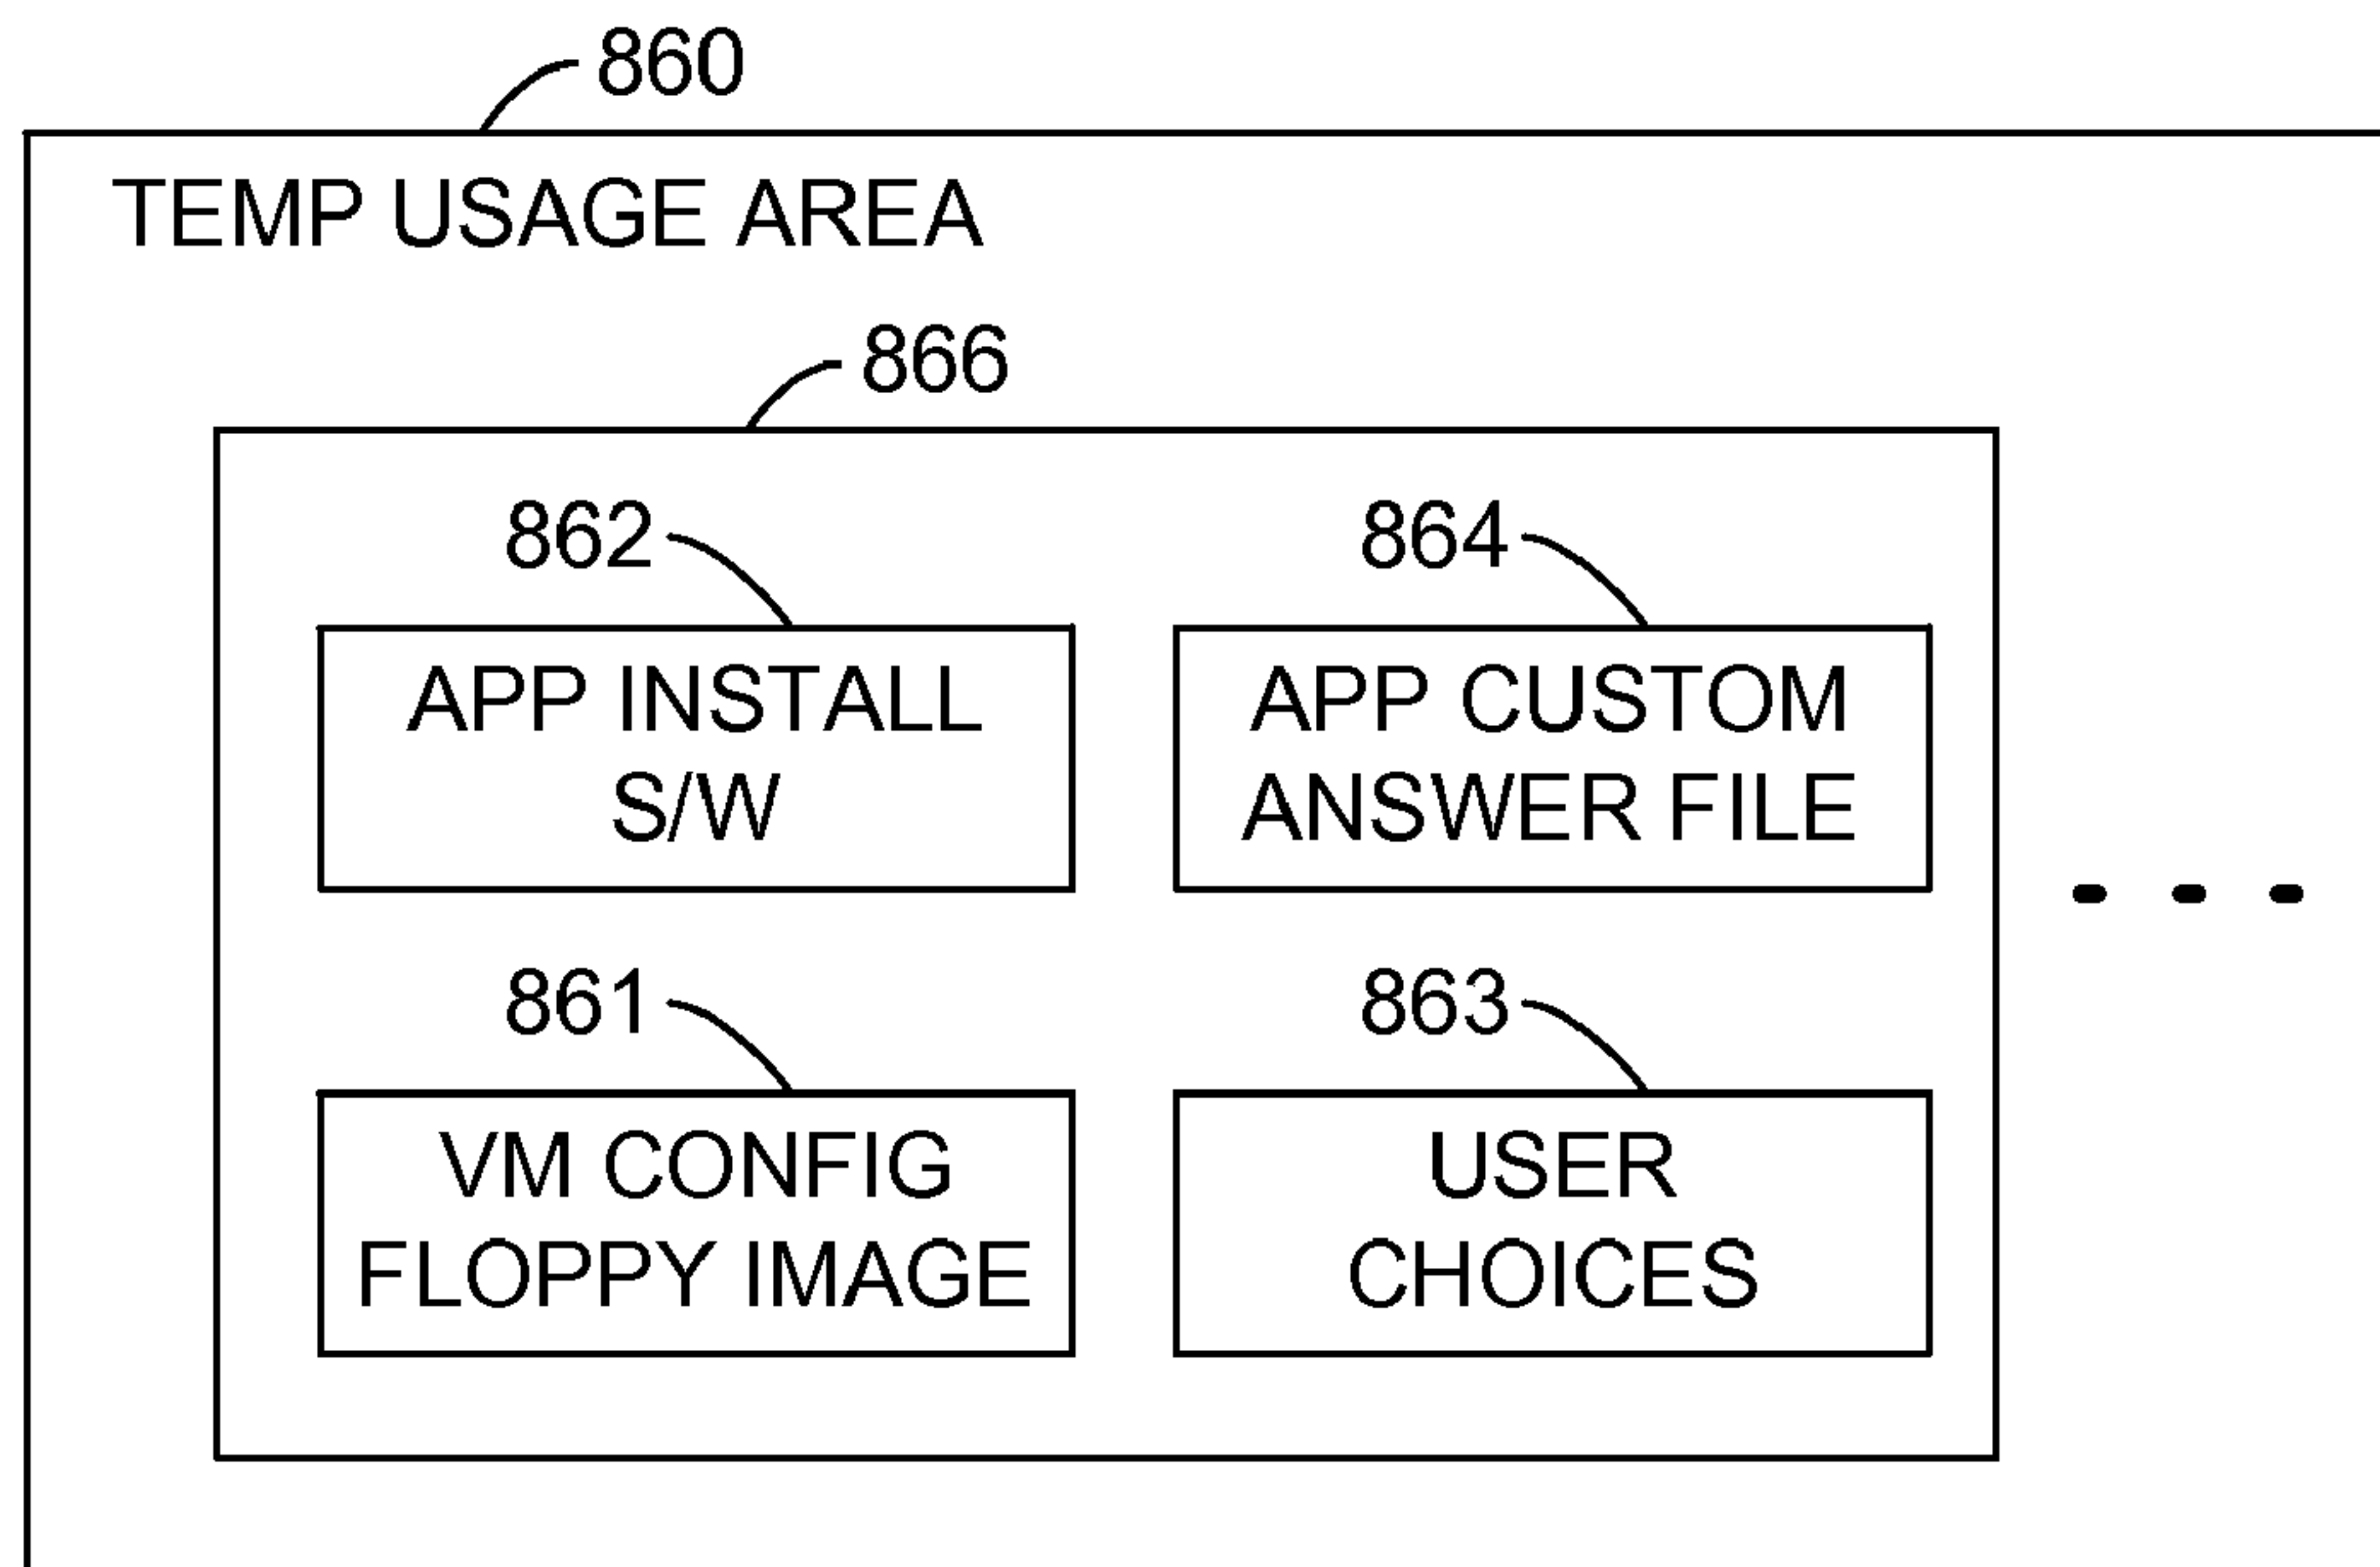 860
TEMP USAGE AREA
866
862
APP INSTALL
S/W
864
APP CUSTOM
ANSWER FILE
861
VM CONFIG
FLOPPY IMAGE
863
USER
CHOICES